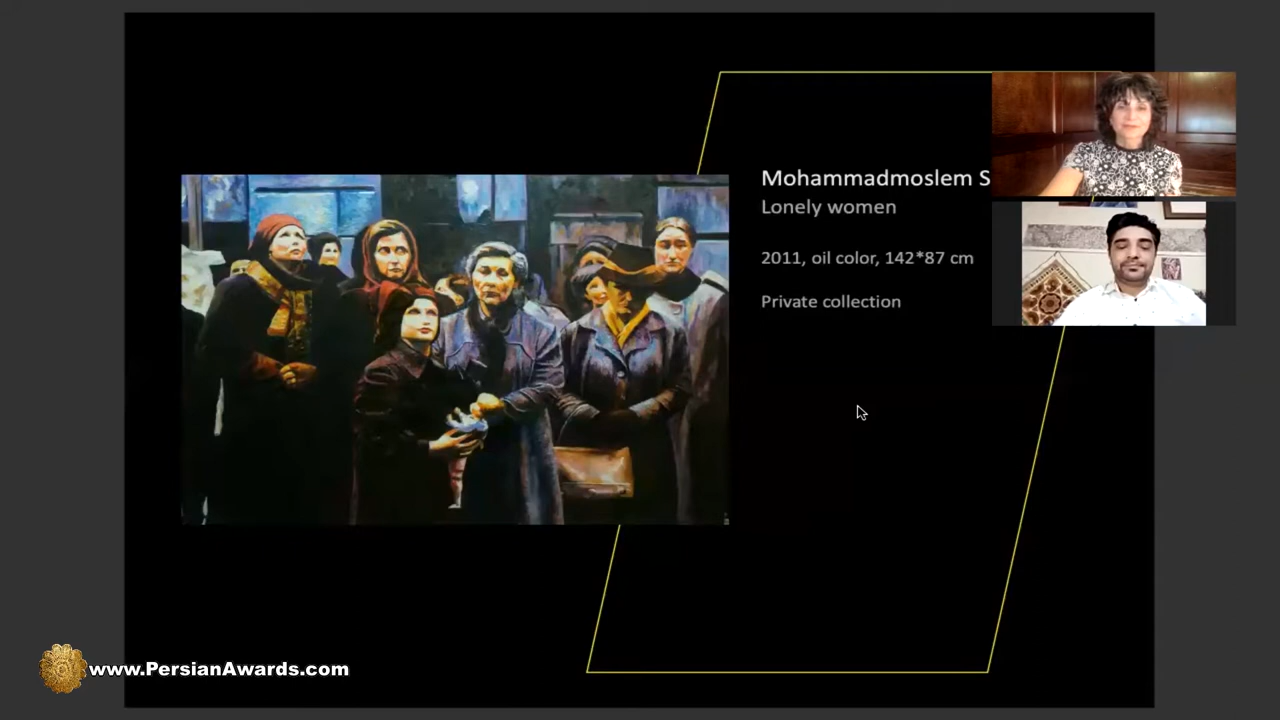 Mohammadmoslem S
Lonely women
2011, oil color, 142*87 cm
Private collection
www.PersianAwards.com